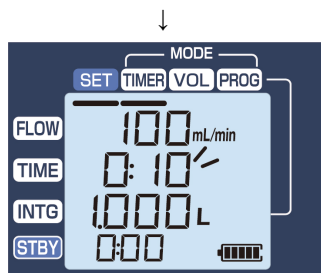 ↓
MODE
SET TIMER VOL PROG
FLOW 100 mL/min
TIME 0:10
INTG 1.000 L
STBY 0:00